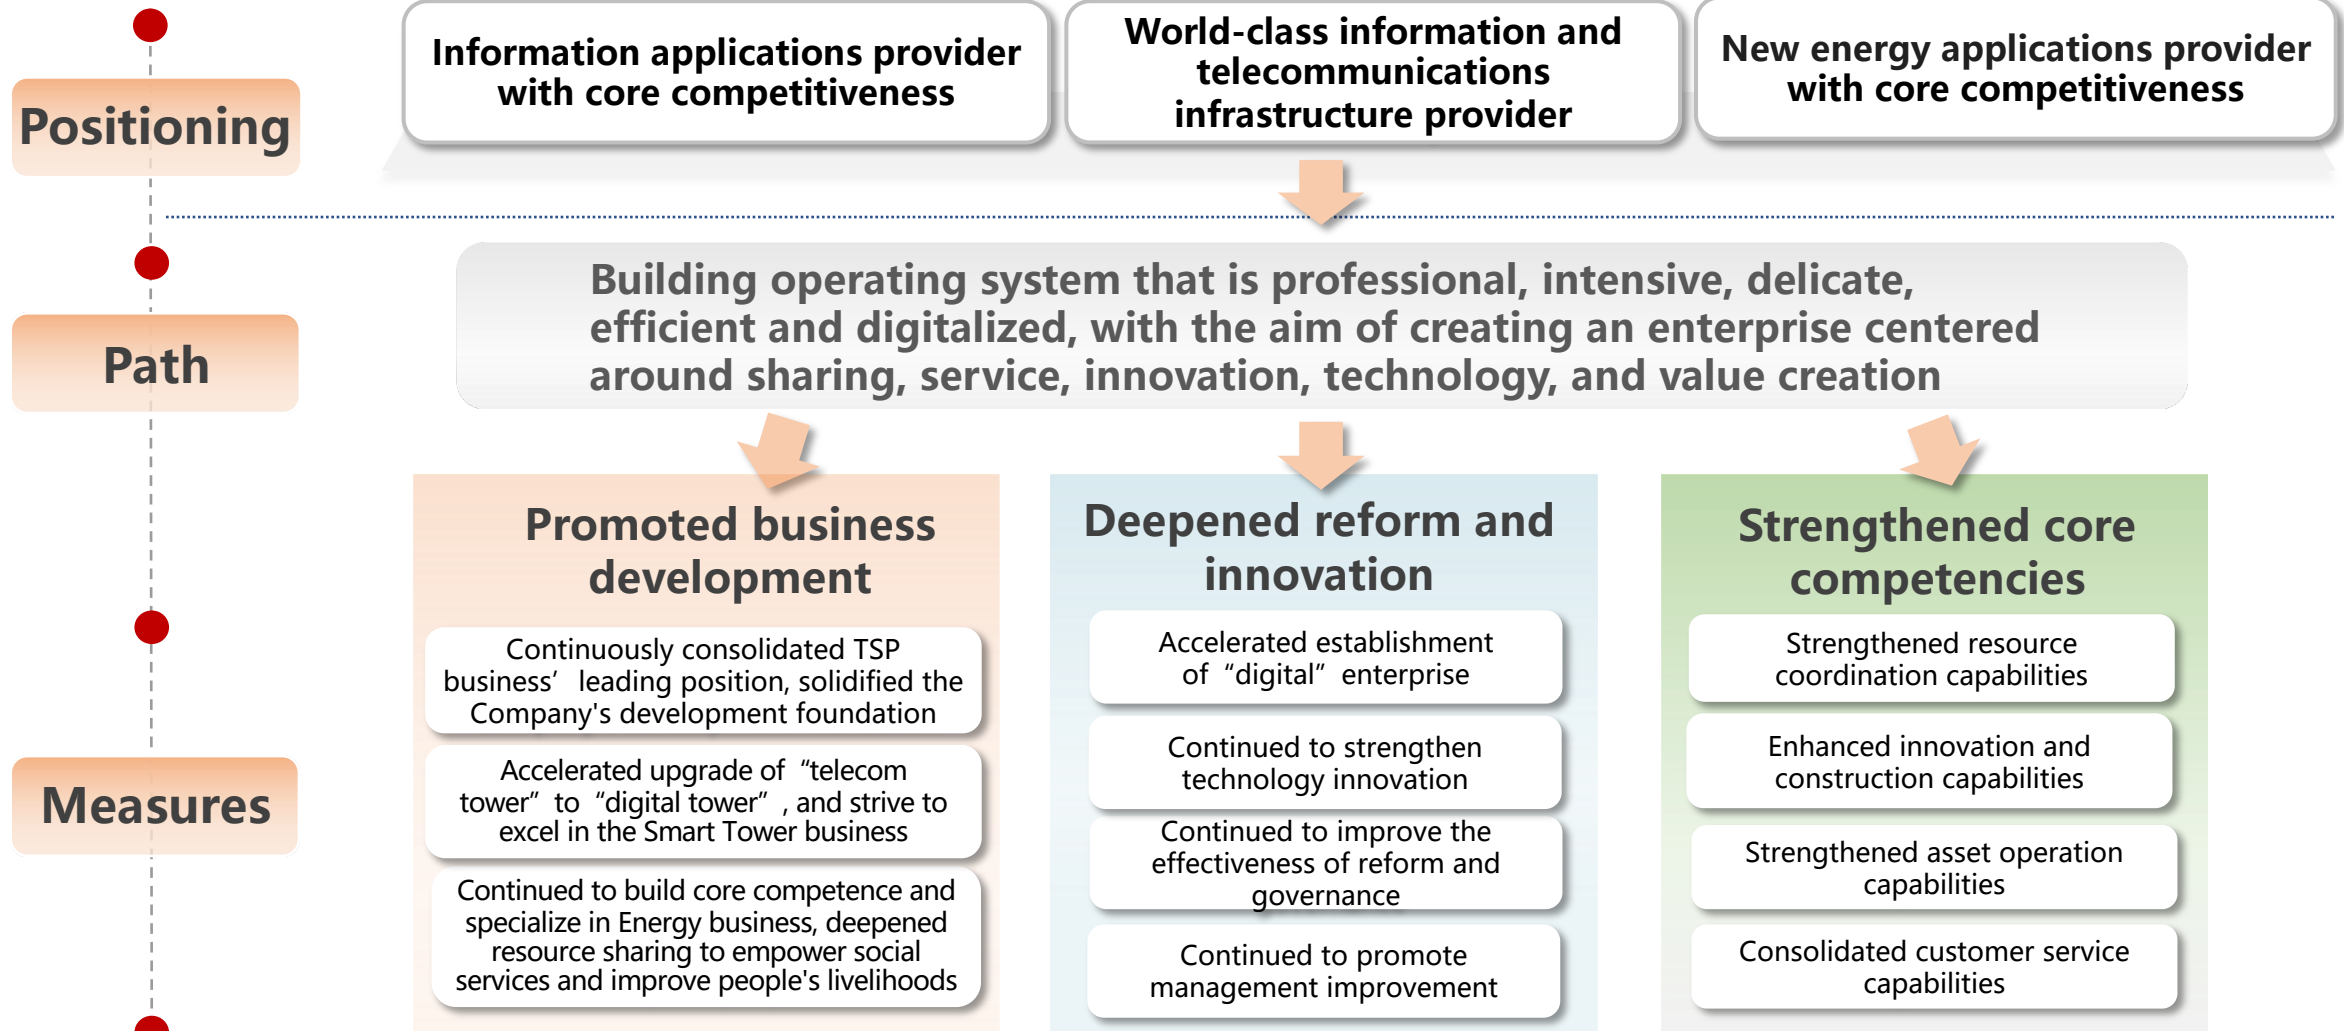 Positioning
Information applications provider
with core competitiveness
World-class information and
telecommunications
infrastructure provider
New energy applications provider
with core competitiveness
Path
Building operating system that is professional, intensive, delicate,
efficient and digitalized, with the aim of creating an enterprise centered
around sharing, service, innovation, technology, and value creation
Measures
Promoted business
development
Continuously consolidated TSP
business’ leading position, solidified the
Company's development foundation
Accelerated upgrade of “telecom
tower” to “digital tower”, and strive to
excel in the Smart Tower business
Continued to build core competence and
specialize in Energy business, deepened
resource sharing to empower social
services and improve people's livelihoods
Deepened reform and
innovation
Accelerated establishment
of “digital” enterprise
Continued to strengthen
technology innovation
Continued to improve the
effectiveness of reform and
governance
Continued to promote
management improvement
Strengthened core
competencies
Strengthened resource
coordination capabilities
Enhanced innovation and
construction capabilities
Strengthened asset operation
capabilities
Consolidated customer service
capabilities